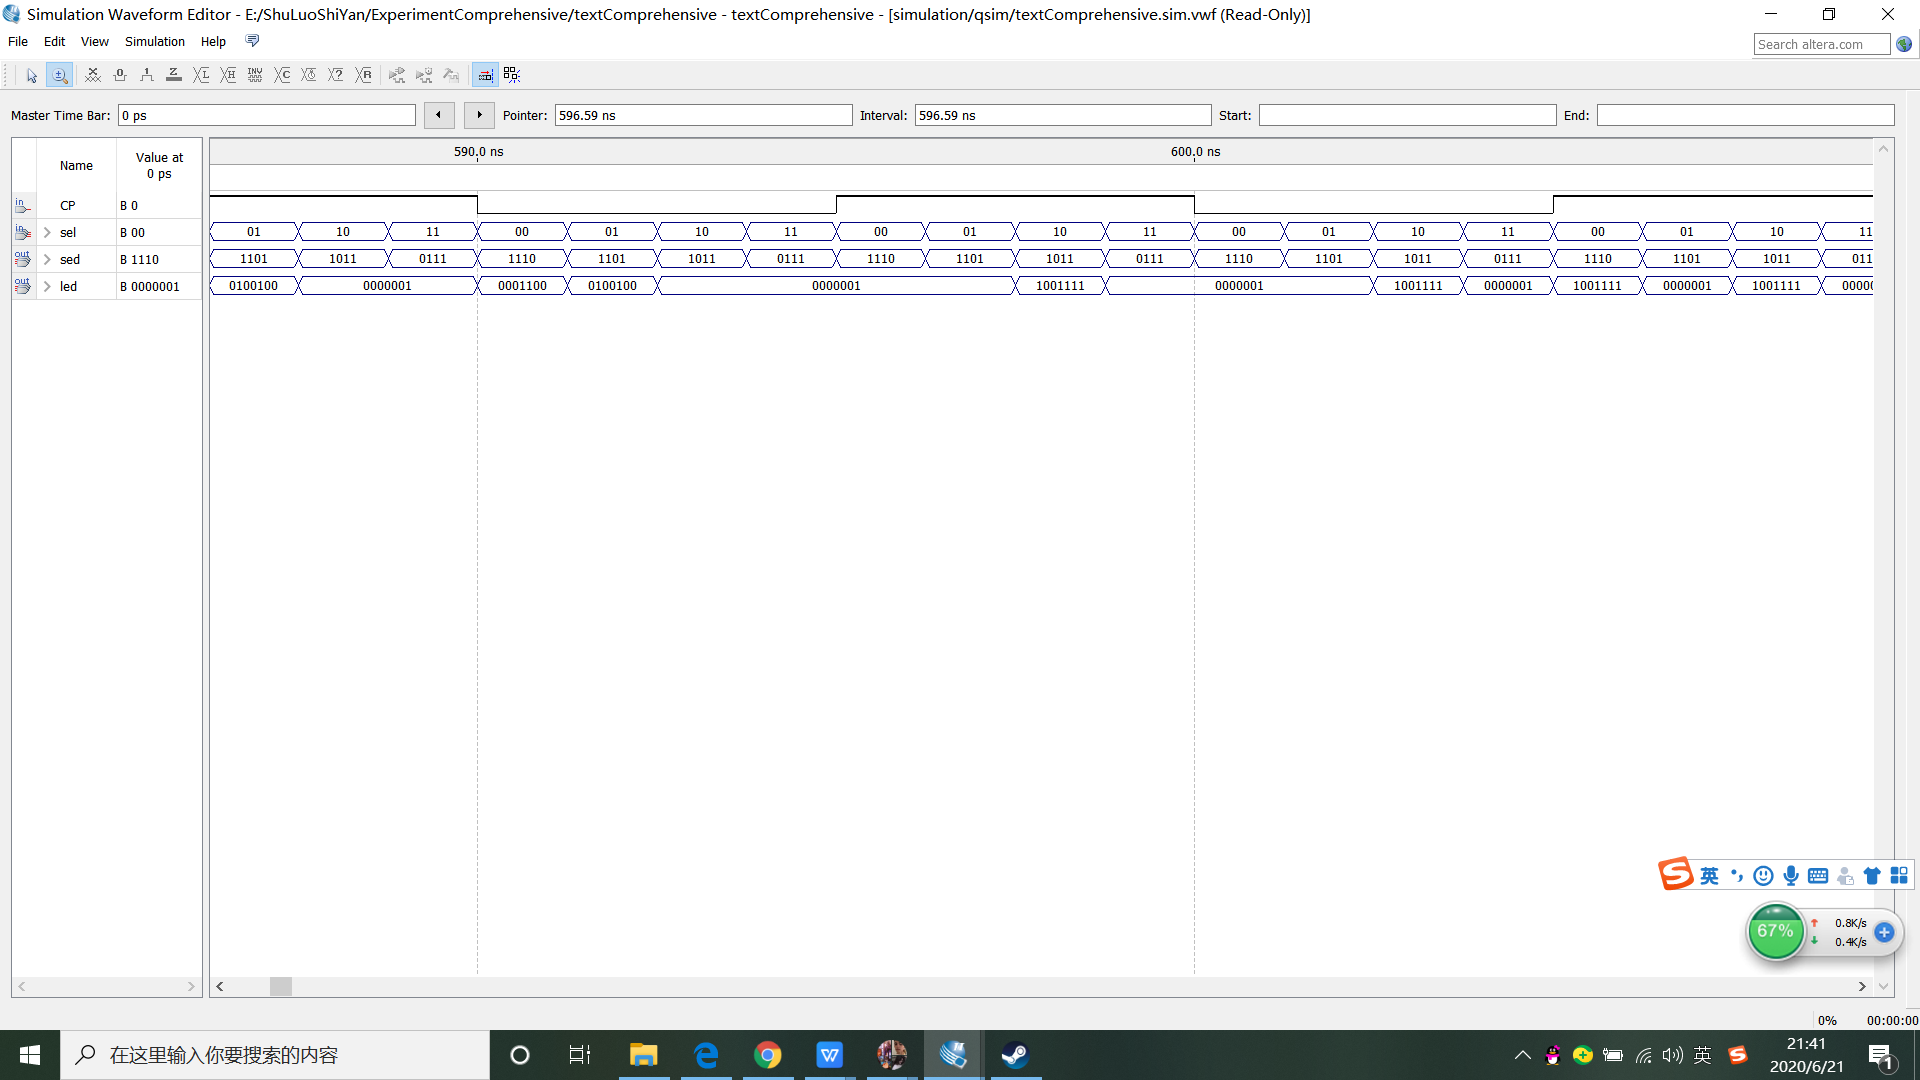 Simulation Waveform Editor - E:/ShuLuoShiYan/ExperimentComprehensive/textComprehensive - textComprehensive - [simulation/qsim/textComprehensive.sim.vwf (Read-Only)]
File Edit View Simulation Help
Search altera.com
Master Time Bar: 0 ps Pointer: 596.59 ns Interval: 596.59 ns Start: End:
Name Value at 0 ps 590.0 ns 600.0 ns
in CP B 0
in sel B 00 01 10 11 00 01 10 11 00 01 10 11 00 01 10 11 00 01 10 11
out sed B 1110 1101 1011 0111 1110 1101 1011 0111 1110 1101 1011 0111 1110 1101 1011 0111 1110 1101 1011 011
out led B 0000001 0100100 0000001 0001100 0100100 0000001 1001111 0000001 1001111 0000001 1001111 0000001 1001111 0000
英
67% 0.8K/s
0.4K/s
0% 00:00:00
在这里输入你要搜索的内容
英
21:41
2020/6/21
1